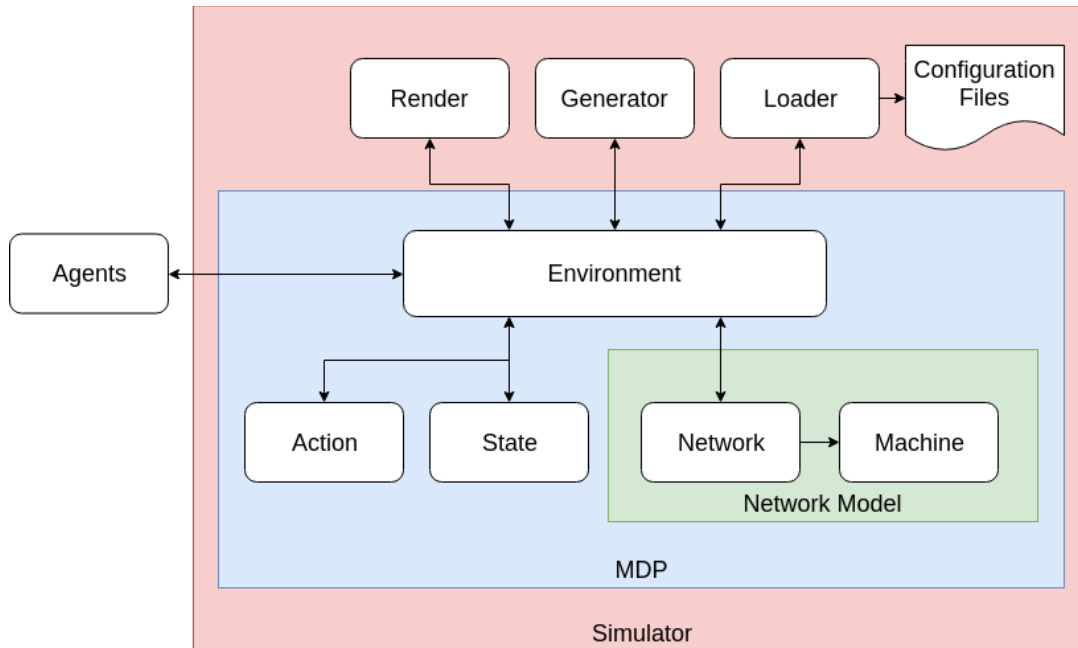 Render
Generator
Loader
Configuration
Files
Agents
Environment
Action
State
Network
Machine
Network Model
MDP
Simulator